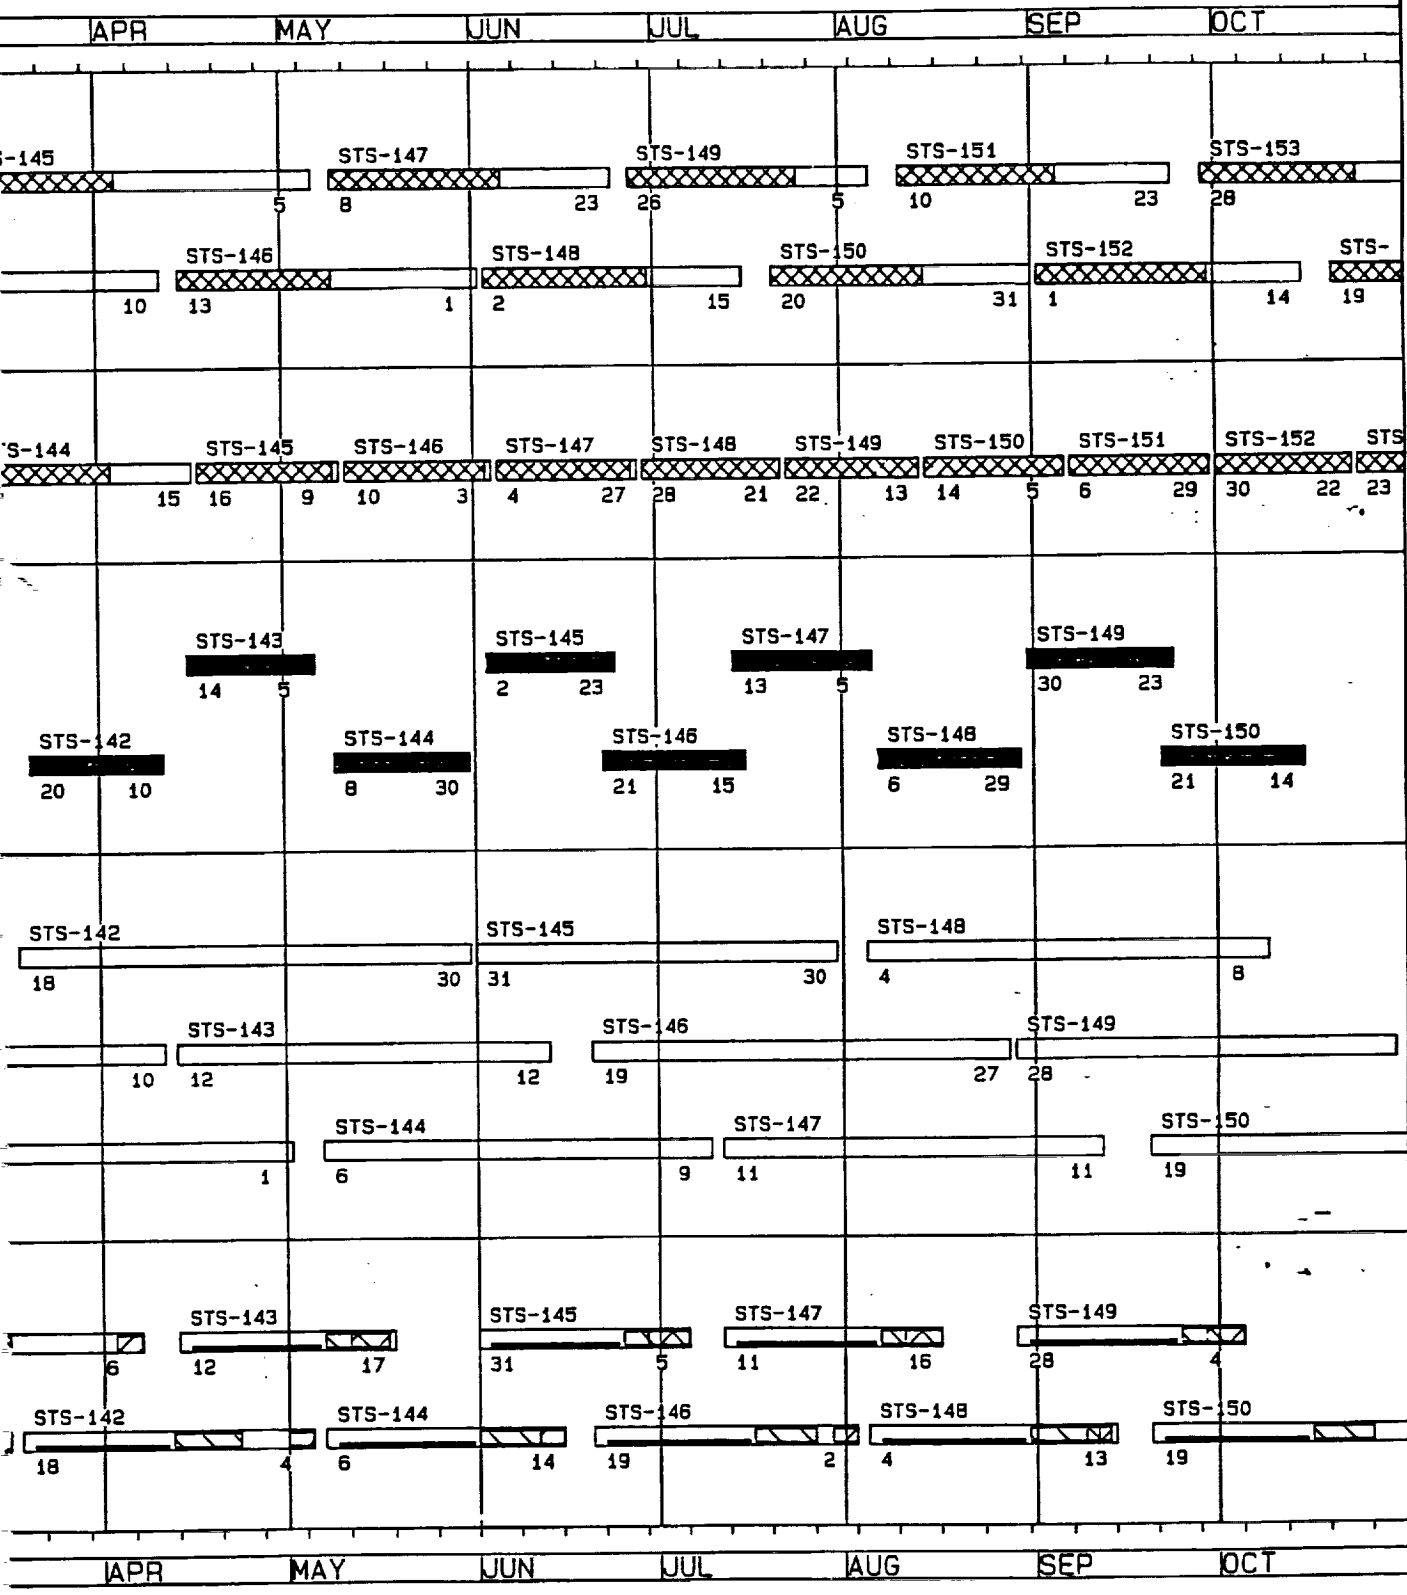 APR MAY JUN JUL AUG SEP OCT
S-145 STS-147 STS-149 STS-151 STS-153
5 8 23 26 5 10 23 28
STS-146 STS-148 STS-150 STS-152 STS-
10 13 1 2 15 20 31 1 14 19
S-144 STS-145 STS-146 STS-147 STS-148 STS-149 STS-150 STS-151 STS-152 STS
15 16 9 10 3 4 27 28 21 22 13 14 5 6 29 30 22 23
STS-143 STS-145 STS-147 STS-149
14 5 2 23 13 5 30 23
STS-142 STS-144 STS-146 STS-148 STS-150
20 10 8 30 21 15 6 29 21 14
STS-142 STS-145 STS-148
18 30 31 30 4 8
STS-143 STS-146 STS-149
10 12 12 19 27 28
STS-144 STS-147 STS-150
1 6 9 11 11 19
STS-143 STS-145 STS-147 STS-149
6 12 17 31 5 11 16 28 4
STS-142 STS-144 STS-146 STS-148 STS-150
18 4 6 14 19 2 4 13 19
APR MAY JUN JUL AUG SEP OCT